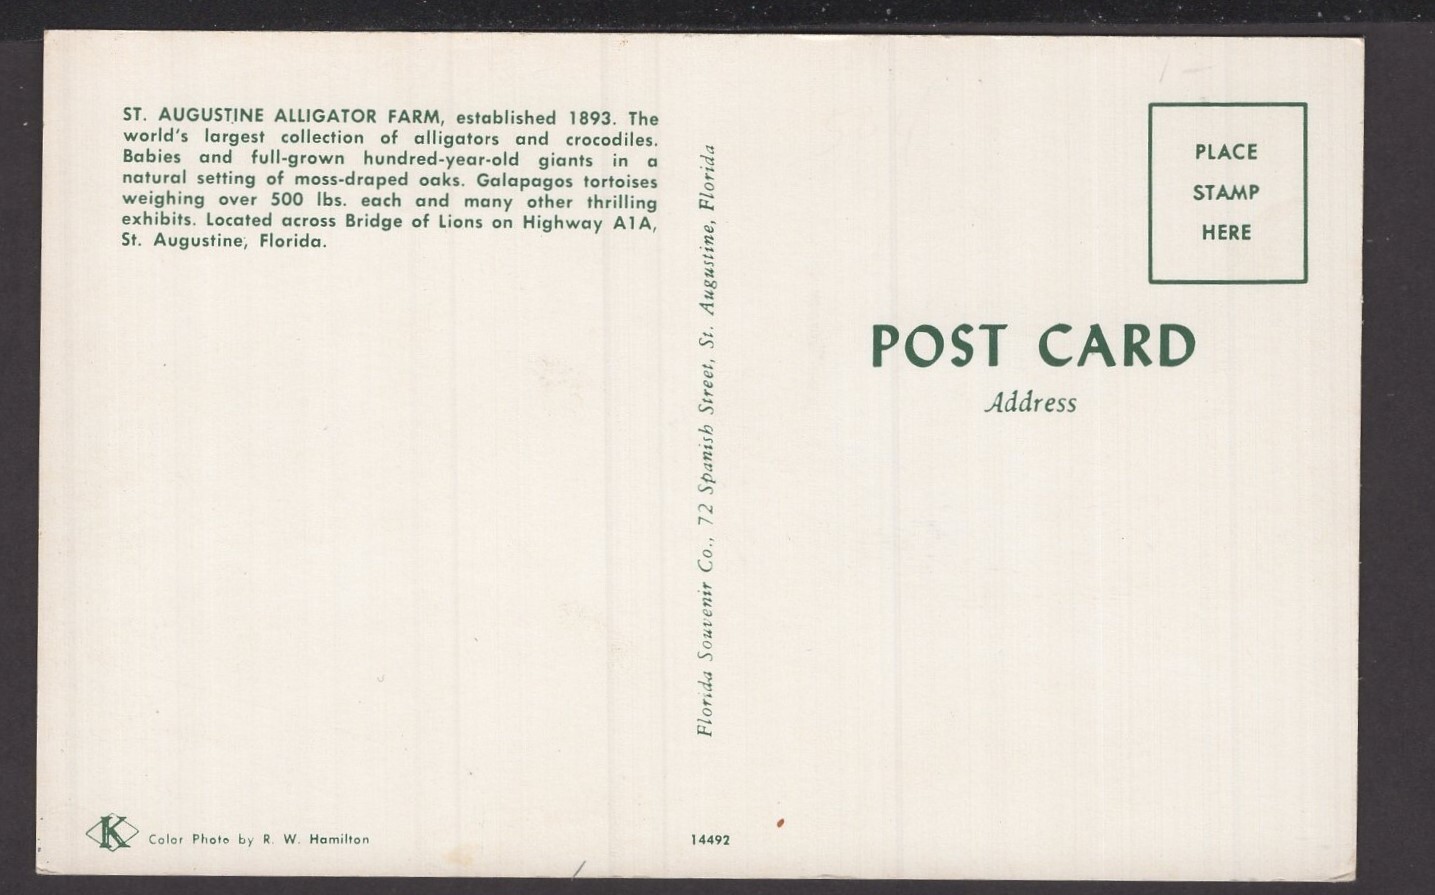 ST. AUGUSTINE ALLIGATOR FARM, established 1893. The
world's largest collection of alligators and crocodiles.
Babies and full-grown hundred-year-old giants in a
natural setting of moss-draped oaks. Galapagos tortoises
weighing over 500 lbs. each and many other thrilling
exhibits. Located across Bridge of Lions on Highway A1A,
St. Augustine, Florida.
Florida Souvenir Co., 72 Spanish Street, St. Augustine, Florida
PLACE
STAMP
HERE
POST CARD
Address
K
Color Photo by R. W. Hamilton
14492